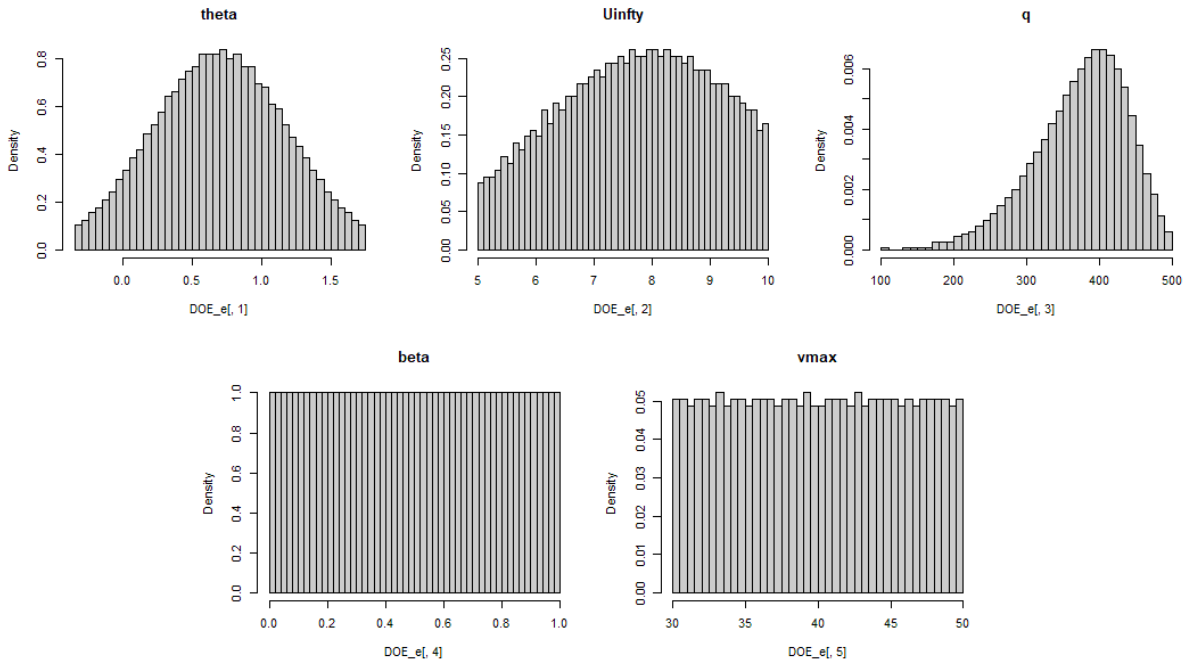 theta
Density
0.0 0.2 0.4 0.6 0.8
0.0 0.5 1.0 1.5
DOE_e[, 1]
Uinfty
Density
0.00 0.05 0.10 0.15 0.20 0.25
5 6 7 8 9 10
DOE_e[, 2]
q
Density
0.000 0.002 0.004 0.006
100 200 300 400 500
DOE_e[, 3]
beta
Density
0.0 0.2 0.4 0.6 0.8 1.0
0.0 0.2 0.4 0.6 0.8 1.0
DOE_e[, 4]
vmax
Density
0.00 0.01 0.02 0.03 0.04 0.05
30 35 40 45 50
DOE_e[, 5]